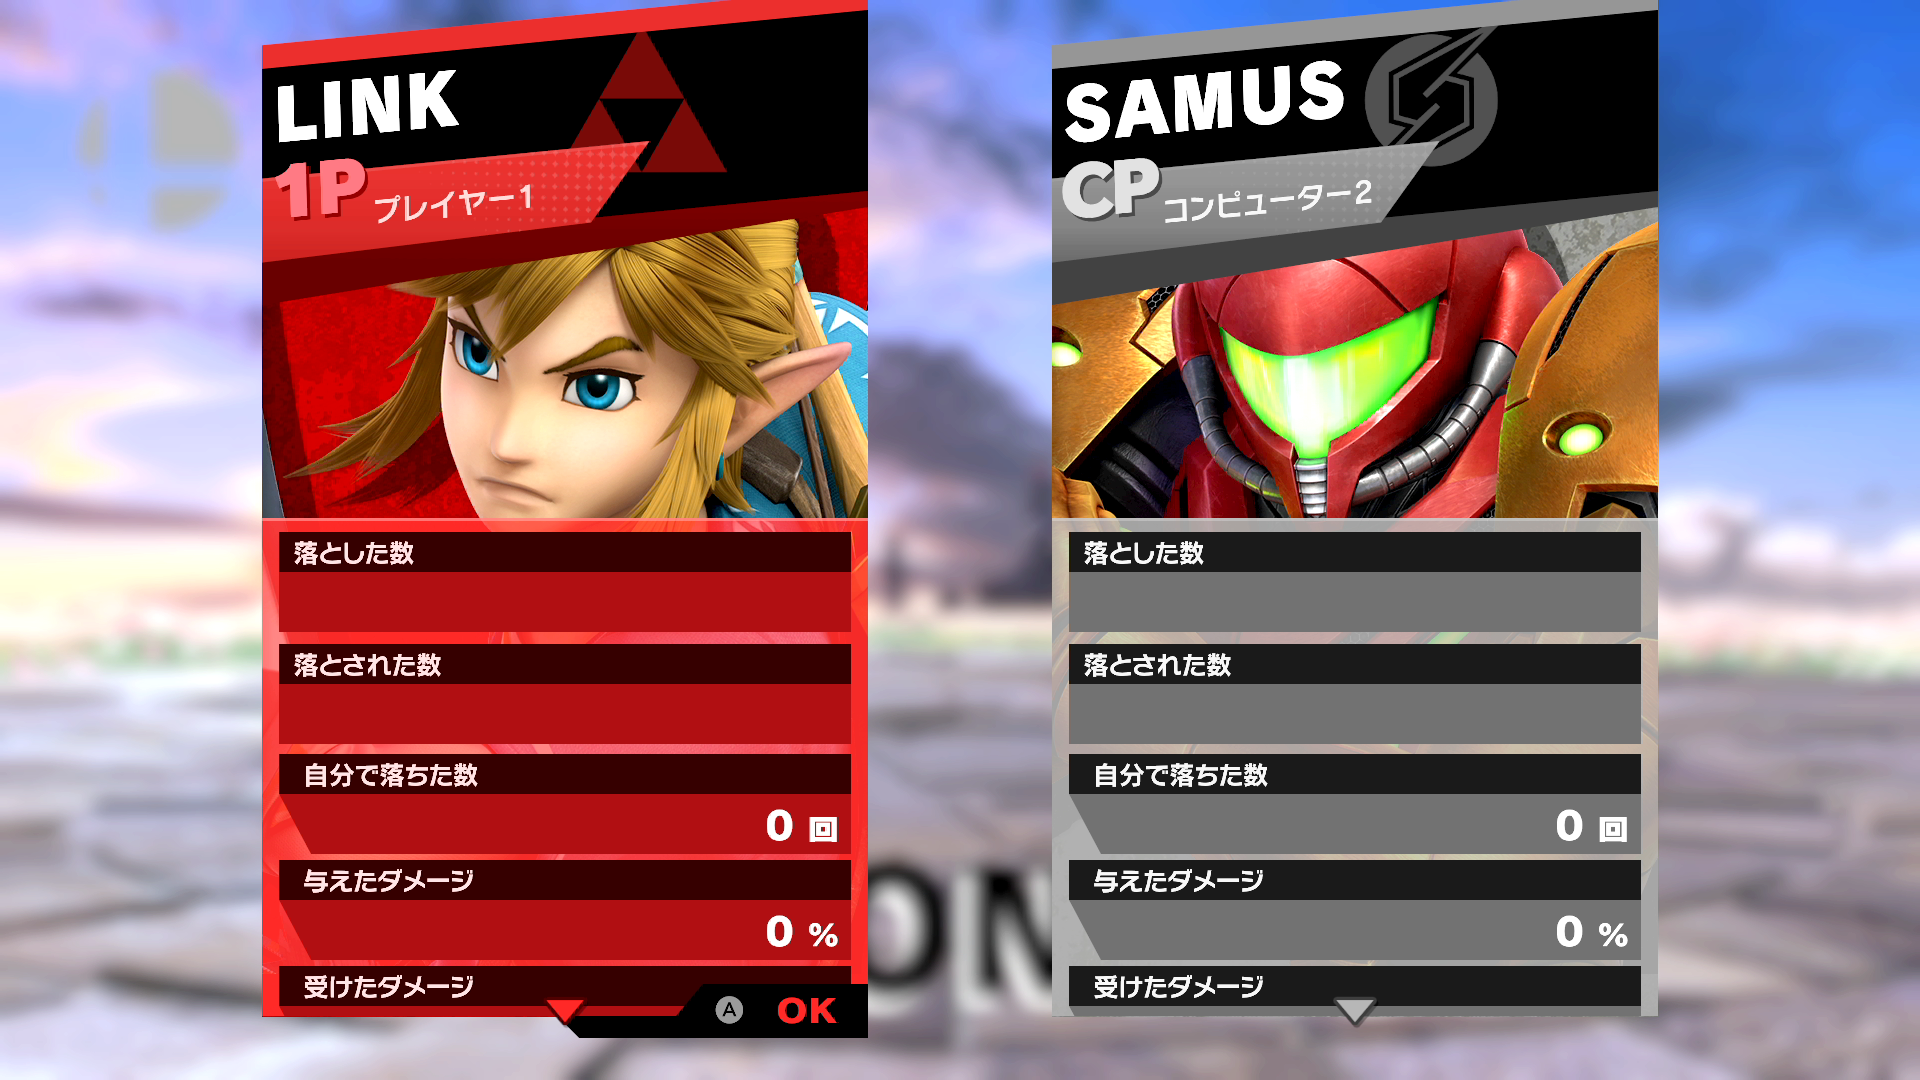 LINK
1P プレイヤー1
落とした数
落とされた数
自分で落ちた数
0 回
与えたダメージ
0 %
受けたダメージ
A OK
SAMUS
CP コンピューター2
落とした数
落とされた数
自分で落ちた数
0 回
与えたダメージ
0 %
受けたダメージ
ON